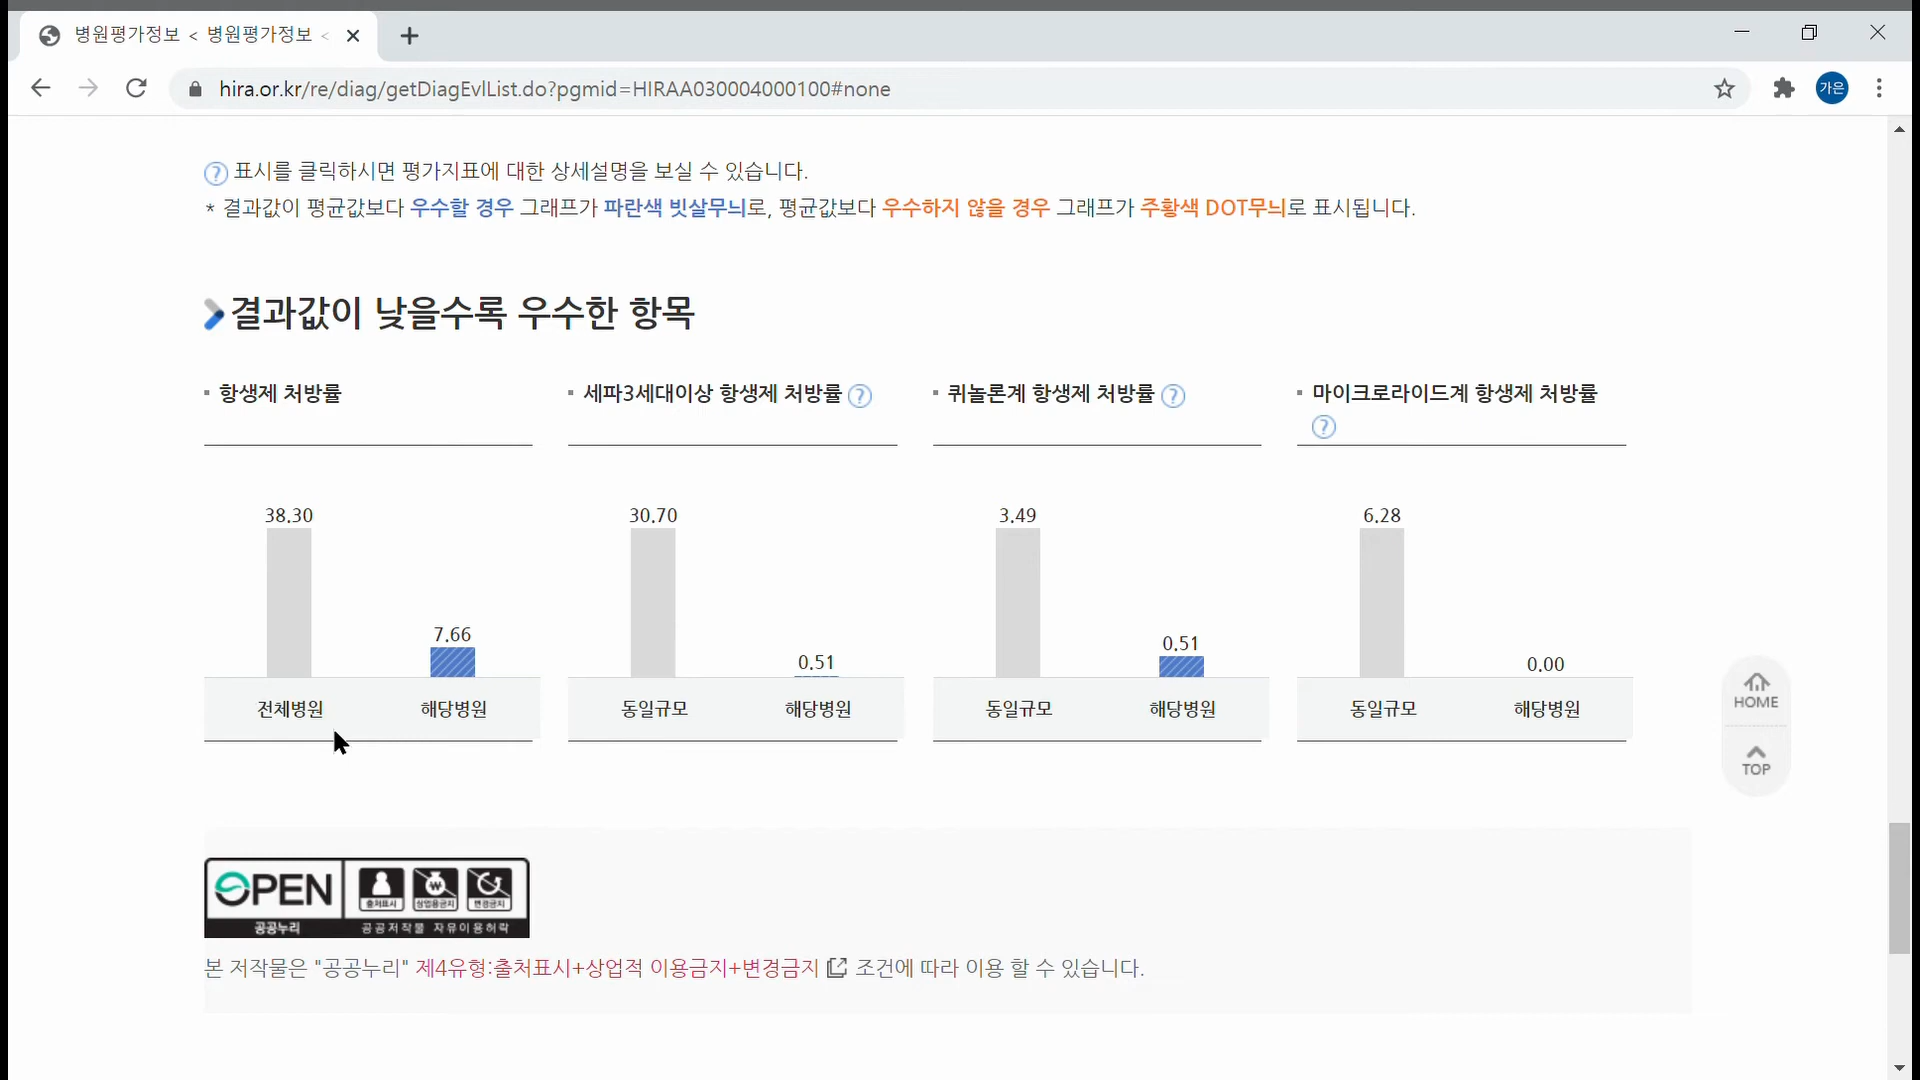 병원평가정보 < 병원평가정보 <
hira.or.kr/re/diag/getDiagEvlList.do?pgmid=HIRAA030004000100#none
가은
? 표시를 클릭하시면 평가지표에 대한 상세설명을 보실 수 있습니다.
* 결과값이 평균값보다 우수할 경우 그래프가 파란색 빗살무늬로, 평균값보다 우수하지 않을 경우 그래프가 주황색 DOT무늬로 표시됩니다.
결과값이 낮을수록 우수한 항목
항생제 처방률
38.30
7.66
전체병원 해당병원
세파3세대이상 항생제 처방률 ?
30.70
0.51
동일규모 해당병원
퀴놀론계 항생제 처방률 ?
3.49
0.51
동일규모 해당병원
마이크로라이드계 항생제 처방률
?
6.28
0.00
동일규모 해당병원
HOME
TOP
OPEN
출처표시 상업용금지 변경금지
공공누리 공공저작물 자유이용허락
본 저작물은 "공공누리" 제4유형:출처표시+상업적 이용금지+변경금지 조건에 따라 이용 할 수 있습니다.